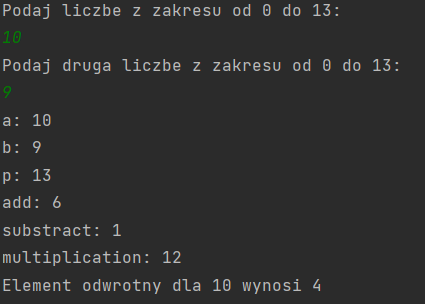 Podaj liczbe z zakresu od 0 do 13:
10
Podaj druga liczbe z zakresu od 0 do 13:
9
a: 10
b: 9
p: 13
add: 6
substract: 1
multiplication: 12
Element odwrotny dla 10 wynosi 4